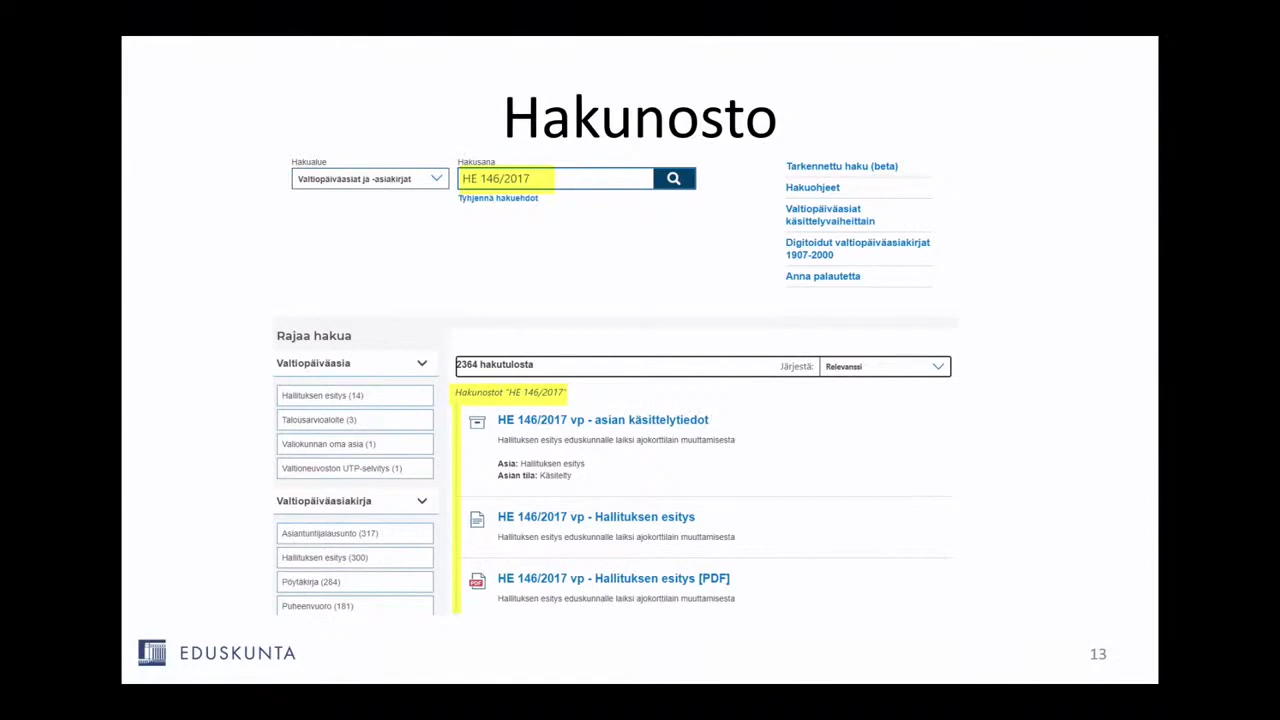 Hakunosto
Hakualue
Hakusana
Valtiopäiväasiat ja -asiakirjat
HE 146/2017
Tyhjennä hakuehdot
Tarkennettu haku (beta)
Hakuohjeet
Valtiopäiväasiat
käsittelyvaiheittain
Digitoidut valtiopäiväasiakirjat
1907-2000
Anna palautetta
Rajaa hakua
Valtiopäiväasia
Hallituksen esitys (14)
Talousarvioaloite (3)
Valiokunnan oma asia (1)
Valtioneuvoston UTP-selvitys (1)
Valtiopäiväasiakirja
Asiantuntijalausunto (317)
Hallituksen esitys (300)
Pöytäkirja (284)
Puheenvuoro (181)
2364 hakutulosta
Järjestä:
Relevanssi
Hakunostot "HE 146/2017"
HE 146/2017 vp - asian käsittelytiedot
Hallituksen esitys eduskunnalle laiksi ajokorttilain muuttamisesta
Asia: Hallituksen esitys
Asian tila: Käsitelty
HE 146/2017 vp - Hallituksen esitys
Hallituksen esitys eduskunnalle laiksi ajokorttilain muuttamisesta
PDF
HE 146/2017 vp - Hallituksen esitys [PDF]
Hallituksen esitys eduskunnalle laiksi ajokorttilain muuttamisesta
EDUSKUNTA
13